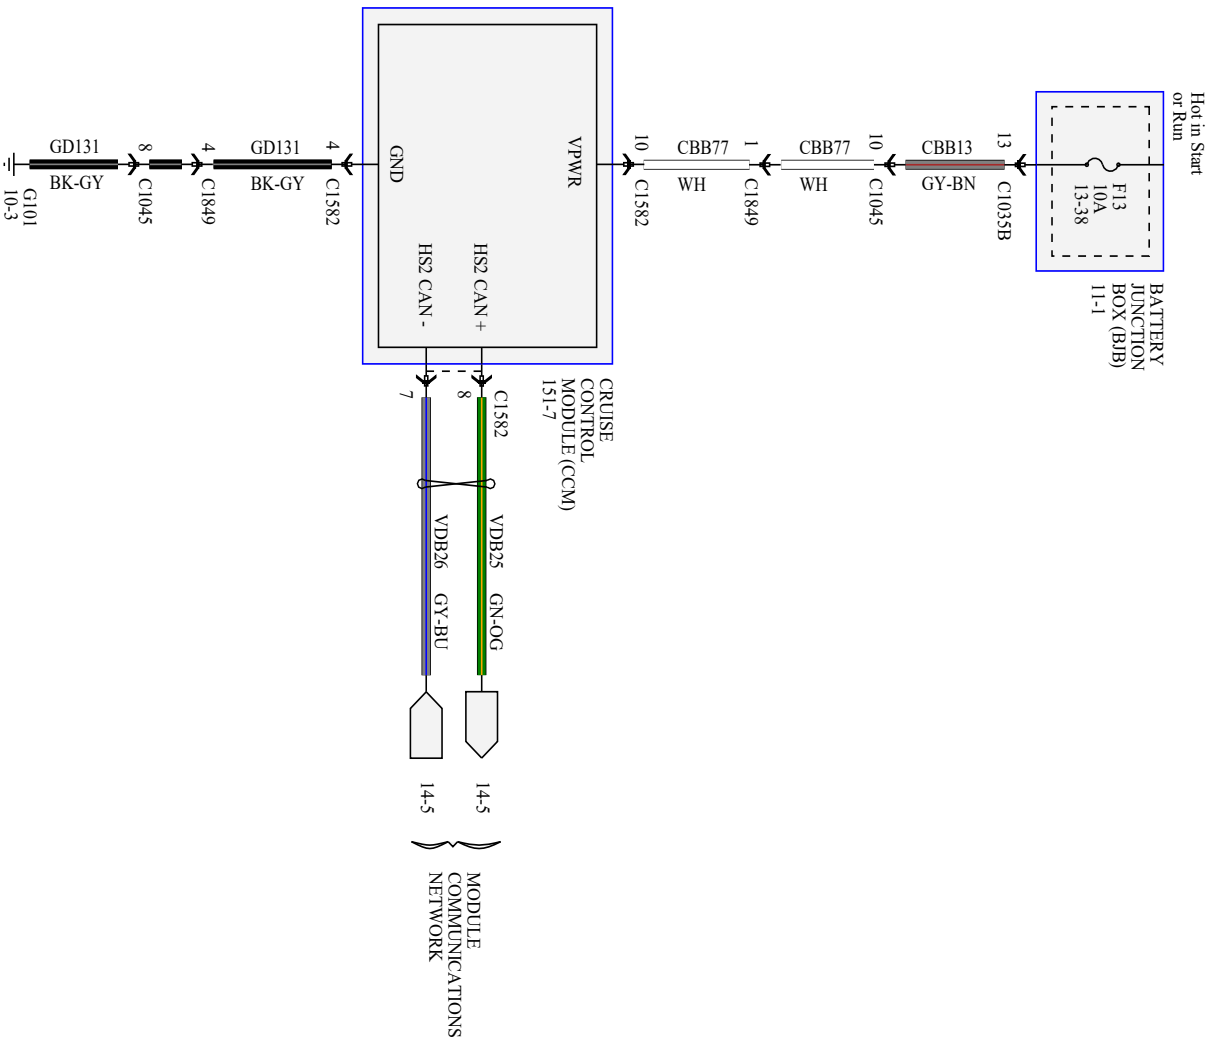 Hot in Start
or Run
F13
10A
13-38
BATTERY
JUNCTION
BOX (BJB)
11-1
13
C1035B
CBB13
GY-BN
10
C1045
CBB77
WH
1
C1849
CBB77
WH
10
C1582
VPWR
GND
HS2 CAN +
HS2 CAN -
CRUISE
CONTROL
MODULE (CCM)
151-7
4
C1582
GD131
BK-GY
4
C1849
8
C1045
GD131
BK-GY
G101
10-3
C1582
8
7
VDB25
GN-OG
VDB26
GY-BU
14-5
14-5
MODULE
COMMUNICATIONS
NETWORK